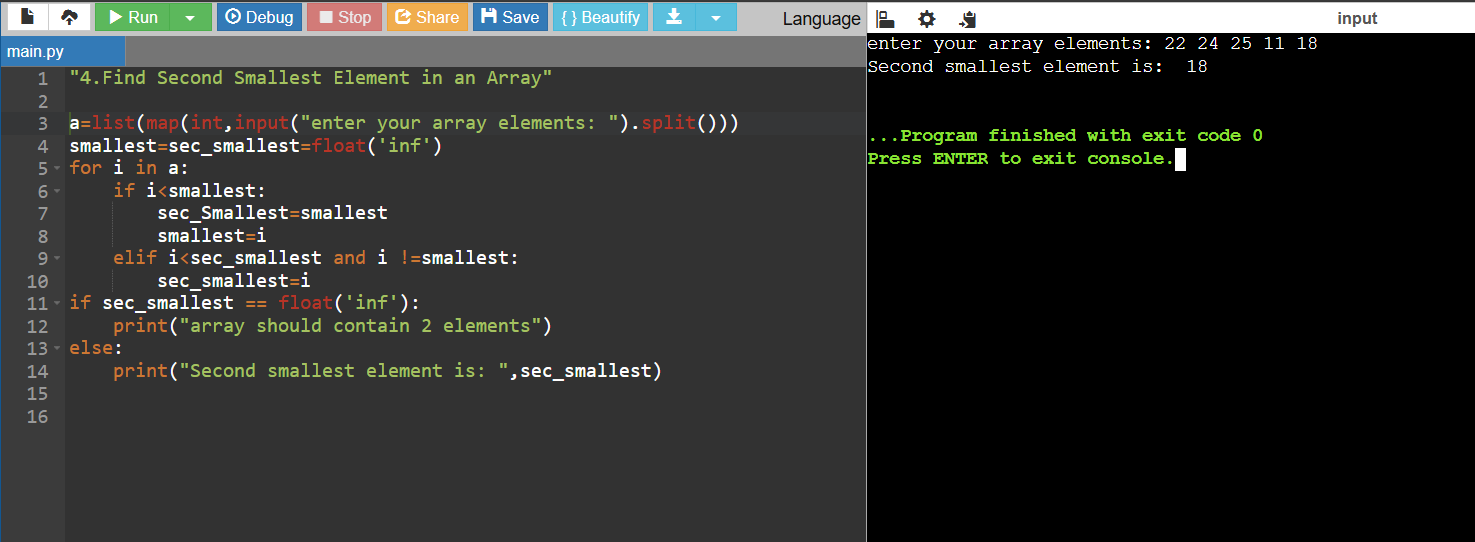 Run Debug Stop Share Save { } Beautify Language
input
main.py
1 "4.Find Second Smallest Element in an Array"
2
3 a=list(map(int,input("enter your array elements: ").split()))
4 smallest=sec_smallest=float('inf')
5 for i in a:
6     if i<smallest:
7         sec_Smallest=smallest
8         smallest=i
9     elif i<sec_smallest and i !=smallest:
10         sec_smallest=i
11 if sec_smallest == float('inf'):
12     print("array should contain 2 elements")
13 else:
14     print("Second smallest element is: ",sec_smallest)
15
16
enter your array elements: 22 24 25 11 18
Second smallest element is:  18
...Program finished with exit code 0
Press ENTER to exit console.